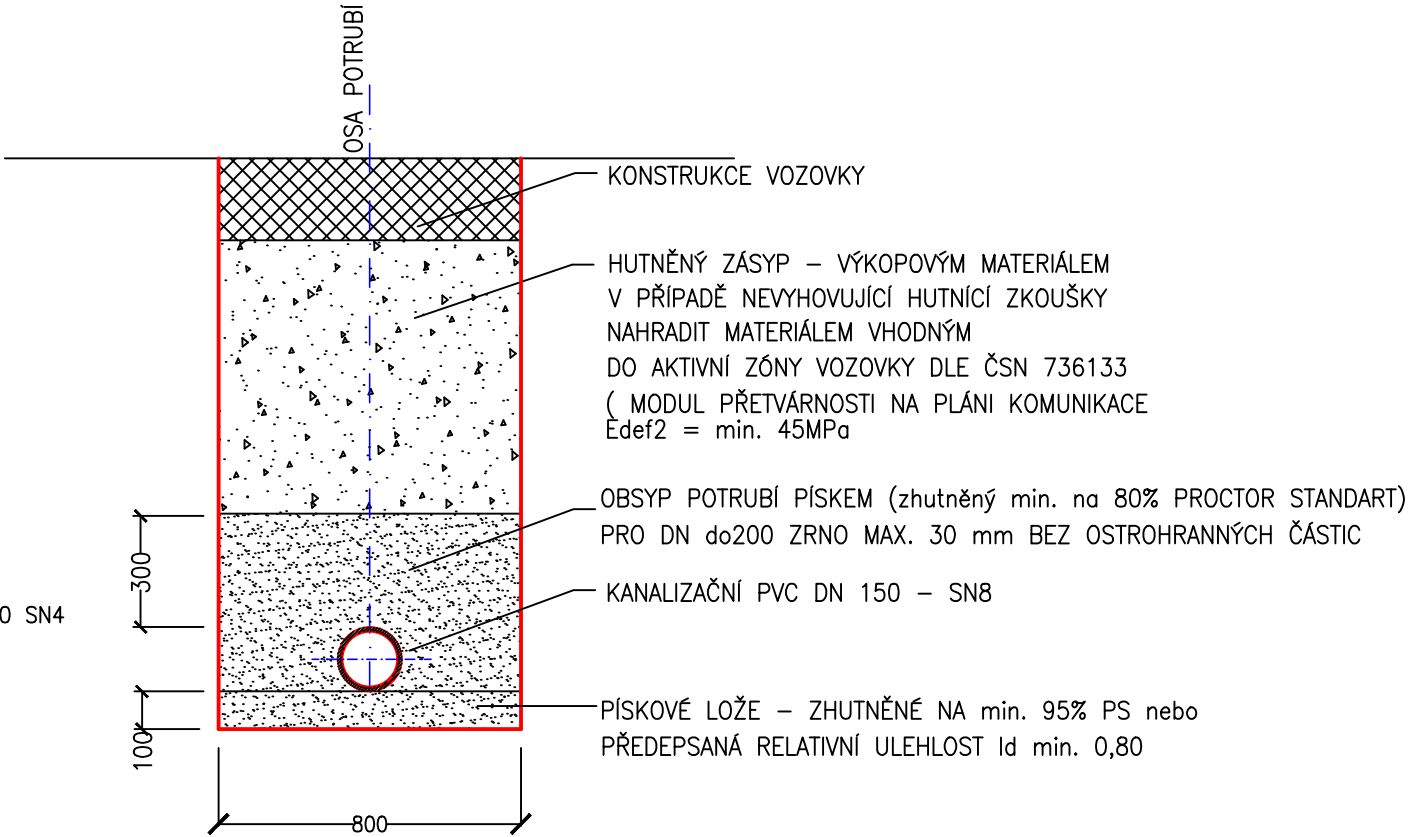 OSA POTRUBÍ
KONSTRUKCE VOZOVKY
HUTNĚNÝ ZÁSYP – VÝKOPOVÝM MATERIÁLEM
V PŘÍPADĚ NEVYHOVUJÍCÍ HUTNÍCÍ ZKOUŠKY
NAHRADIT MATERIÁLEM VHODNÝM
DO AKTIVNÍ ZÓNY VOZOVKY DLE ČSN 736133
( MODUL PŘETVÁRNOSTI NA PLÁNI KOMUNIKACE
Edef2 = min. 45MPa
OBSYP POTRUBÍ PÍSKEM (zhutněný min. na 80% PROCTOR STANDART)
PRO DN do200 ZRNO MAX. 30 mm BEZ OSTROHRANNÝCH ČÁSTIC
300
KANALIZAČNÍ PVC DN 150 – SN8
0 SN4
PÍSKOVÉ LOŽE – ZHUTNĚNÉ NA min. 95% PS nebo
PŘEDEPSANÁ RELATIVNÍ ULEHLOST Id min. 0,80
100
800